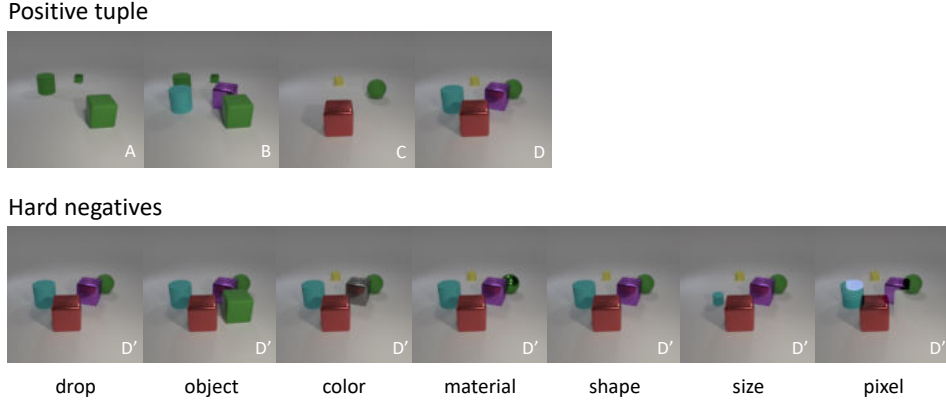 Positive tuple
A B C D
Hard negatives
D′ D′ D′ D′ D′ D′ D′
drop object color material shape size pixel